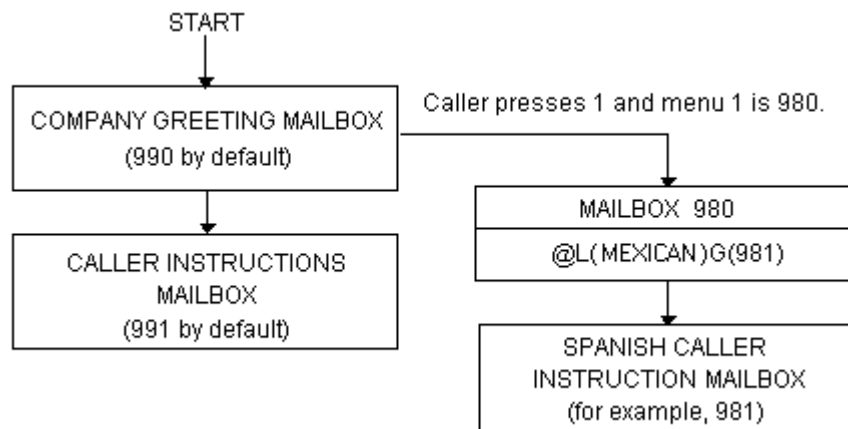 START
COMPANY GREETING MAILBOX
(990 by default)
Caller presses 1 and menu 1 is 980.
CALLER INSTRUCTIONS
MAILBOX
(991 by default)
MAILBOX 980
@L(MEXICAN)G(981)
SPANISH CALLER
INSTRUCTION MAILBOX
(for example, 981)